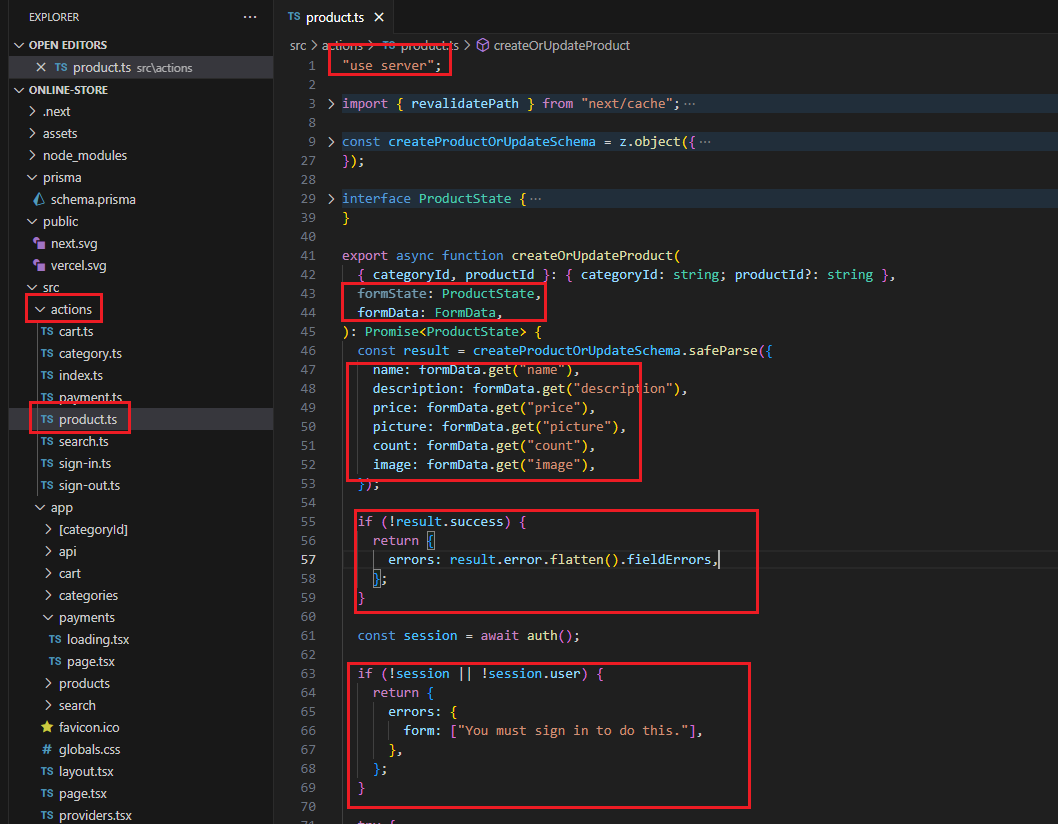 EXPLORER
OPEN EDITORS
TS product.ts src\actions
ONLINE-STORE
.next
assets
node_modules
prisma
schema.prisma
public
next.svg
vercel.svg
src
actions
TS cart.ts
TS category.ts
TS index.ts
TS payment.ts
TS product.ts
TS search.ts
TS sign-in.ts
TS sign-out.ts
app
[categoryId]
api
cart
categories
payments
TS loading.tsx
TS page.tsx
products
search
favicon.ico
# globals.css
TS layout.tsx
TS page.tsx
TS providers.tsx
TS product.ts
src > actions > TS product.ts > createOrUpdateProduct
1 "use server";
2
3 import { revalidatePath } from "next/cache"; ···
8
9 const createProductOrUpdateSchema = z.object({ ···
27 });
28
29 interface ProductState { ···
39 }
40
41 export async function createOrUpdateProduct(
42 { categoryId, productId }: { categoryId: string; productId?: string },
43 formState: ProductState,
44 formData: FormData,
45 ): Promise<ProductState> {
46 const result = createProductOrUpdateSchema.safeParse({
47 name: formData.get("name"),
48 description: formData.get("description"),
49 price: formData.get("price"),
50 picture: formData.get("picture"),
51 count: formData.get("count"),
52 image: formData.get("image"),
53 });
54
55 if (!result.success) {
56 return {
57 errors: result.error.flatten().fieldErrors,
58 };
59 }
60
61 const session = await auth();
62
63 if (!session || !session.user) {
64 return {
65 errors: {
66 form: ["You must sign in to do this."],
67 },
68 };
69 }
70
71 try {